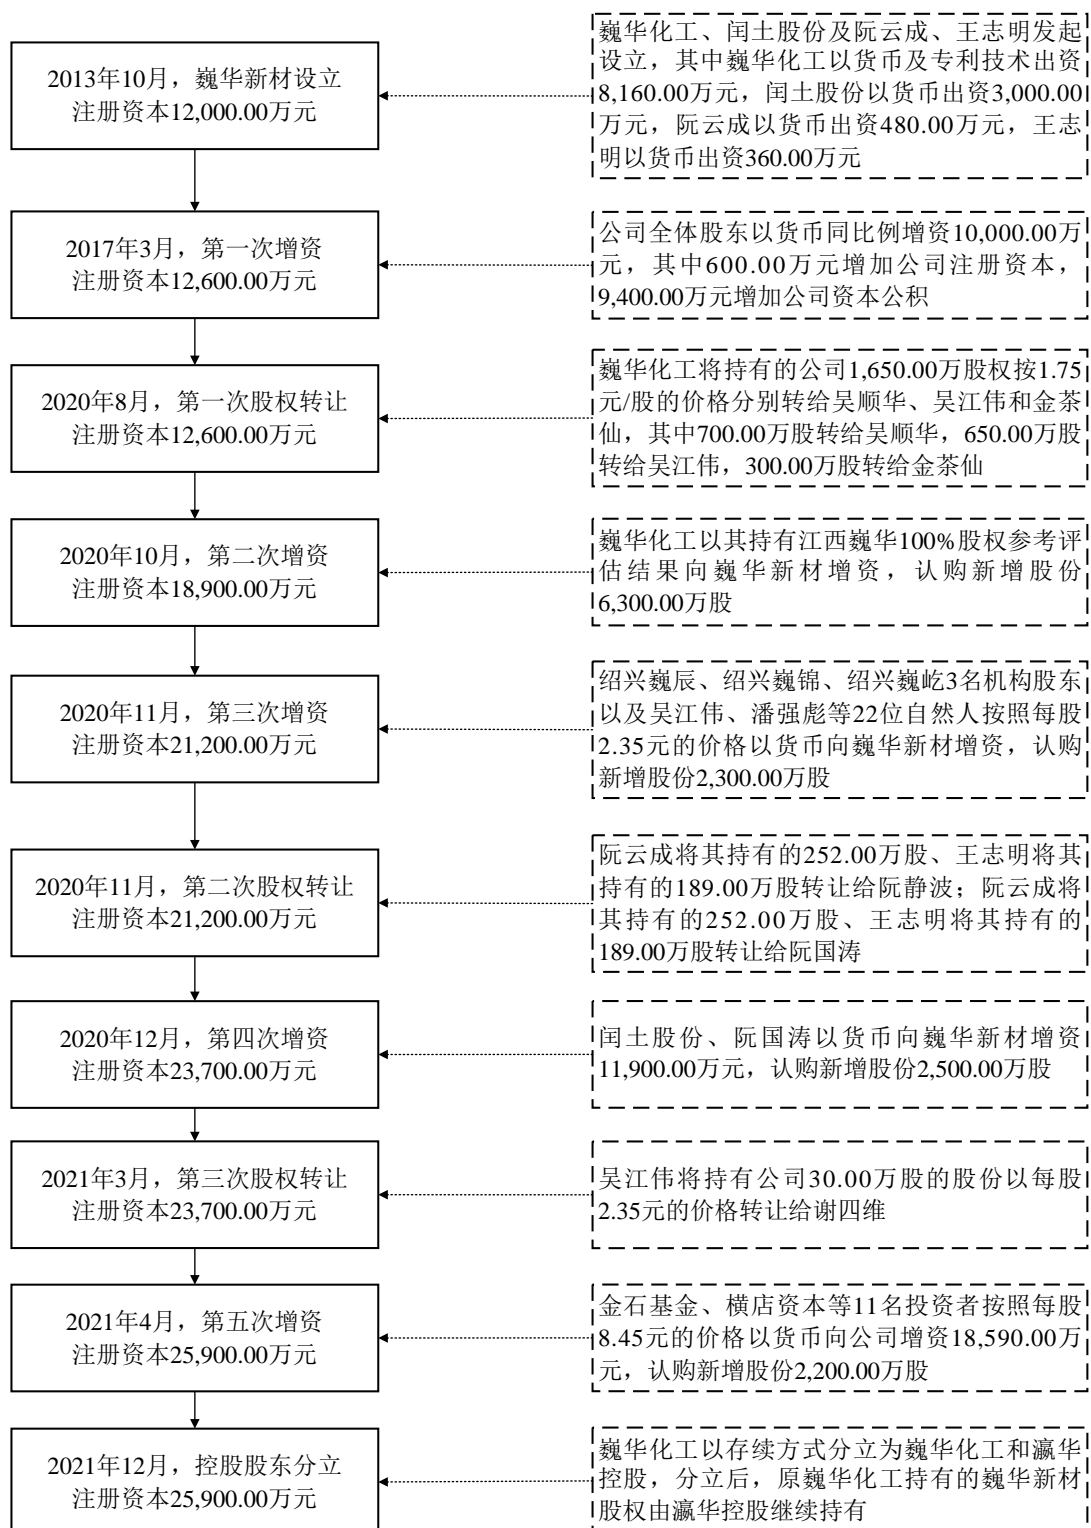 2013年10月，巍华新材设立
注册资本12,000.00万元
巍华化工、闰土股份及阮云成、王志明发起
设立，其中巍华化工以货币及专利技术出资
8,160.00万元，闰土股份以货币出资3,000.00
万元，阮云成以货币出资480.00万元，王志
明以货币出资360.00万元
2017年3月，第一次增资
注册资本12,600.00万元
公司全体股东以货币同比例增资10,000.00万
元，其中600.00万元增加公司注册资本，
9,400.00万元增加公司资本公积
2020年8月，第一次股权转让
注册资本12,600.00万元
巍华化工将持有的公司1,650.00万股权按1.75
元/股的价格分别转给吴顺华、吴江伟和金茶
仙，其中700.00万股转给吴顺华，650.00万股
转给吴江伟，300.00万股转给金茶仙
2020年10月，第二次增资
注册资本18,900.00万元
巍华化工以其持有江西巍华100%股权参考评
估结果向巍华新材增资，认购新增股份
6,300.00万股
2020年11月，第三次增资
注册资本21,200.00万元
绍兴巍辰、绍兴巍锦、绍兴巍屹3名机构股东
以及吴江伟、潘强彪等22位自然人按照每股
2.35元的价格以货币向巍华新材增资，认购
新增股份2,300.00万股
2020年11月，第二次股权转让
注册资本21,200.00万元
阮云成将其持有的252.00万股、王志明将其
持有的189.00万股转让给阮静波；阮云成将
其持有的252.00万股、王志明将其持有的
189.00万股转让给阮国涛
2020年12月，第四次增资
注册资本23,700.00万元
闰土股份、阮国涛以货币向巍华新材增资
11,900.00万元，认购新增股份2,500.00万股
2021年3月，第三次股权转让
注册资本23,700.00万元
吴江伟将持有公司30.00万股的股份以每股
2.35元的价格转让给谢四维
2021年4月，第五次增资
注册资本25,900.00万元
金石基金、横店资本等11名投资者按照每股
8.45元的价格以货币向公司增资18,590.00万
元，认购新增股份2,200.00万股
2021年12月，控股股东分立
注册资本25,900.00万元
巍华化工以存续方式分立为巍华化工和瀛华
控股，分立后，原巍华化工持有的巍华新材
股权由瀛华控股继续持有